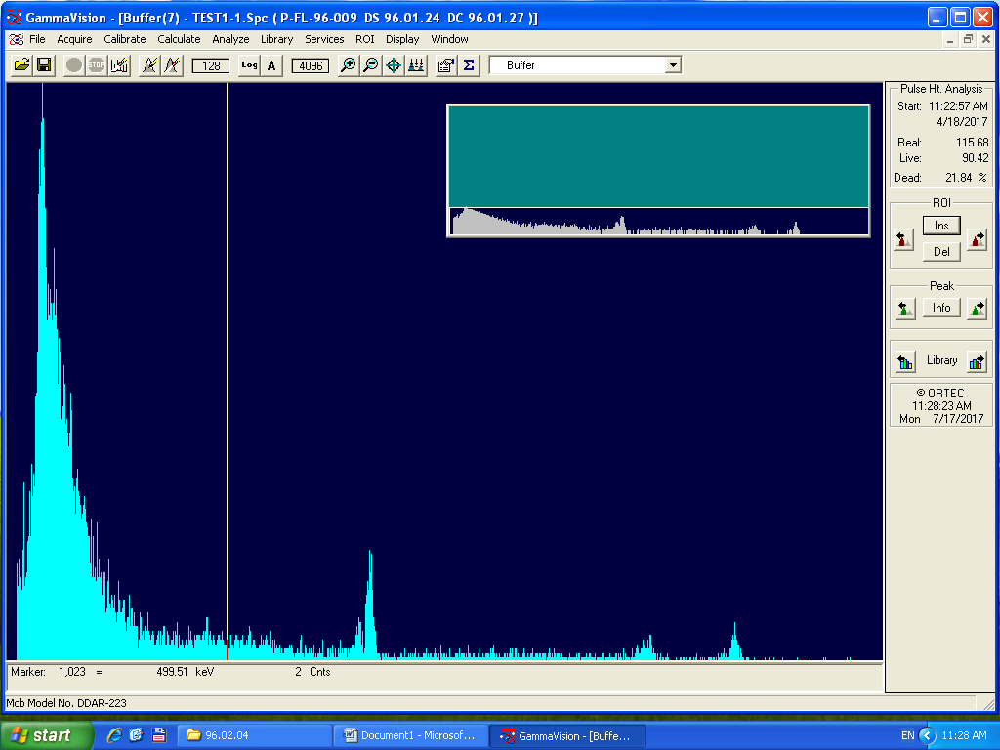 GammaVision - [Buffer(7) - TEST1-1.Spc ( P-FL-96-009 DS 96.01.24 DC 96.01.27 )]
File Acquire Calibrate Calculate Analyze Library Services ROI Display Window
STOP 128 Log A 4096 Σ Buffer
Pulse Ht. Analysis
Start: 11:22:57 AM
4/18/2017
Real: 115.68
Live: 90.42
Dead: 21.84 %
ROI
Ins
Del
Peak
Info
Library
© ORTEC
11:28:23 AM
Mon 7/17/2017
Marker: 1,023 = 499.51 keV 2 Cnts
Mcb Model No. DDAR-223
start 96.02.04 Document1 - Microsof... GammaVision - [Buffe... EN 11:28 AM